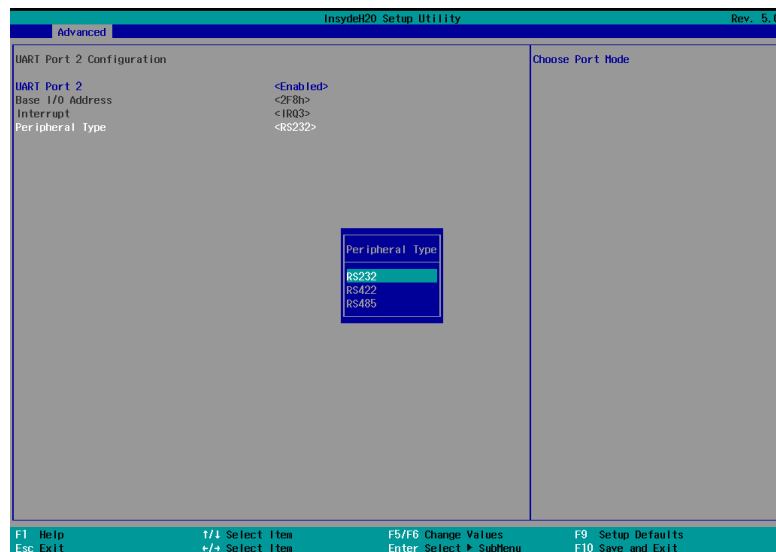 InsydeH2O Setup Utility Rev. 5.
Advanced
UART Port 2 Configuration Choose Port Mode
UART Port 2 <Enabled>
Base I/O Address <2F8h>
Interrupt <IRQ3>
Peripheral Type <RS232>
Peripheral Type
RS232
RS422
RS485
F1 Help ↑/↓ Select Item F5/F6 Change Values F9 Setup Defaults
Esc Exit ←/→ Select Item Enter Select ▶ SubMenu F10 Save and Exit